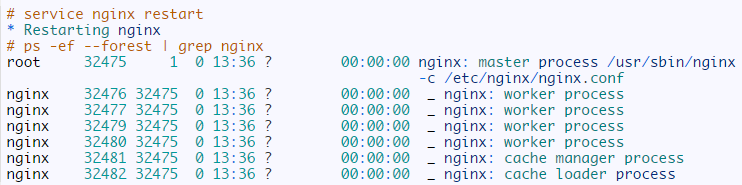 # service nginx restart
* Restarting nginx
# ps -ef --forest | grep nginx
root     32475     1  0 13:36 ?        00:00:00 nginx: master process /usr/sbin/nginx
                                                -c /etc/nginx/nginx.conf
nginx    32476 32475  0 13:36 ?        00:00:00  _ nginx: worker process
nginx    32477 32475  0 13:36 ?        00:00:00  _ nginx: worker process
nginx    32479 32475  0 13:36 ?        00:00:00  _ nginx: worker process
nginx    32480 32475  0 13:36 ?        00:00:00  _ nginx: worker process
nginx    32481 32475  0 13:36 ?        00:00:00  _ nginx: cache manager process
nginx    32482 32475  0 13:36 ?        00:00:00  _ nginx: cache loader process